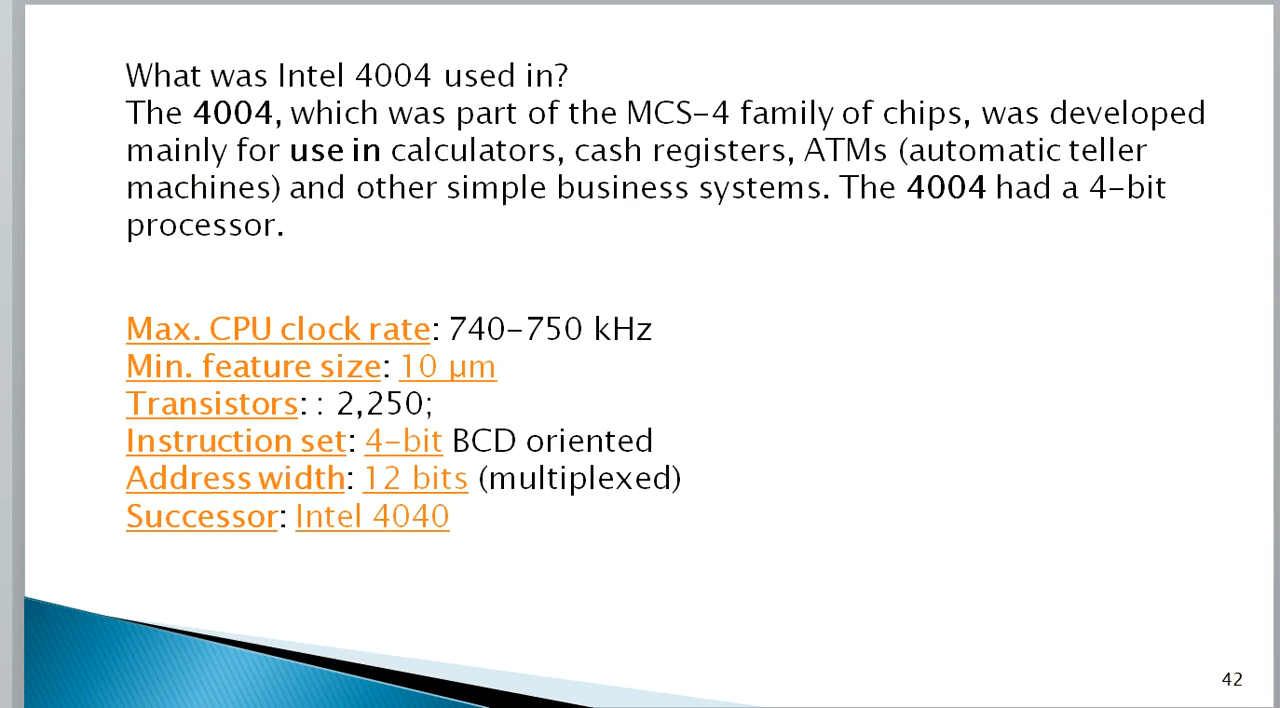 What was Intel 4004 used in?
The 4004, which was part of the MCS-4 family of chips, was developed
mainly for use in calculators, cash registers, ATMs (automatic teller
machines) and other simple business systems. The 4004 had a 4-bit
processor.
Max. CPU clock rate: 740-750 kHz
Min. feature size: 10 μm
Transistors: : 2,250;
Instruction set: 4-bit BCD oriented
Address width: 12 bits (multiplexed)
Successor: Intel 4040
42